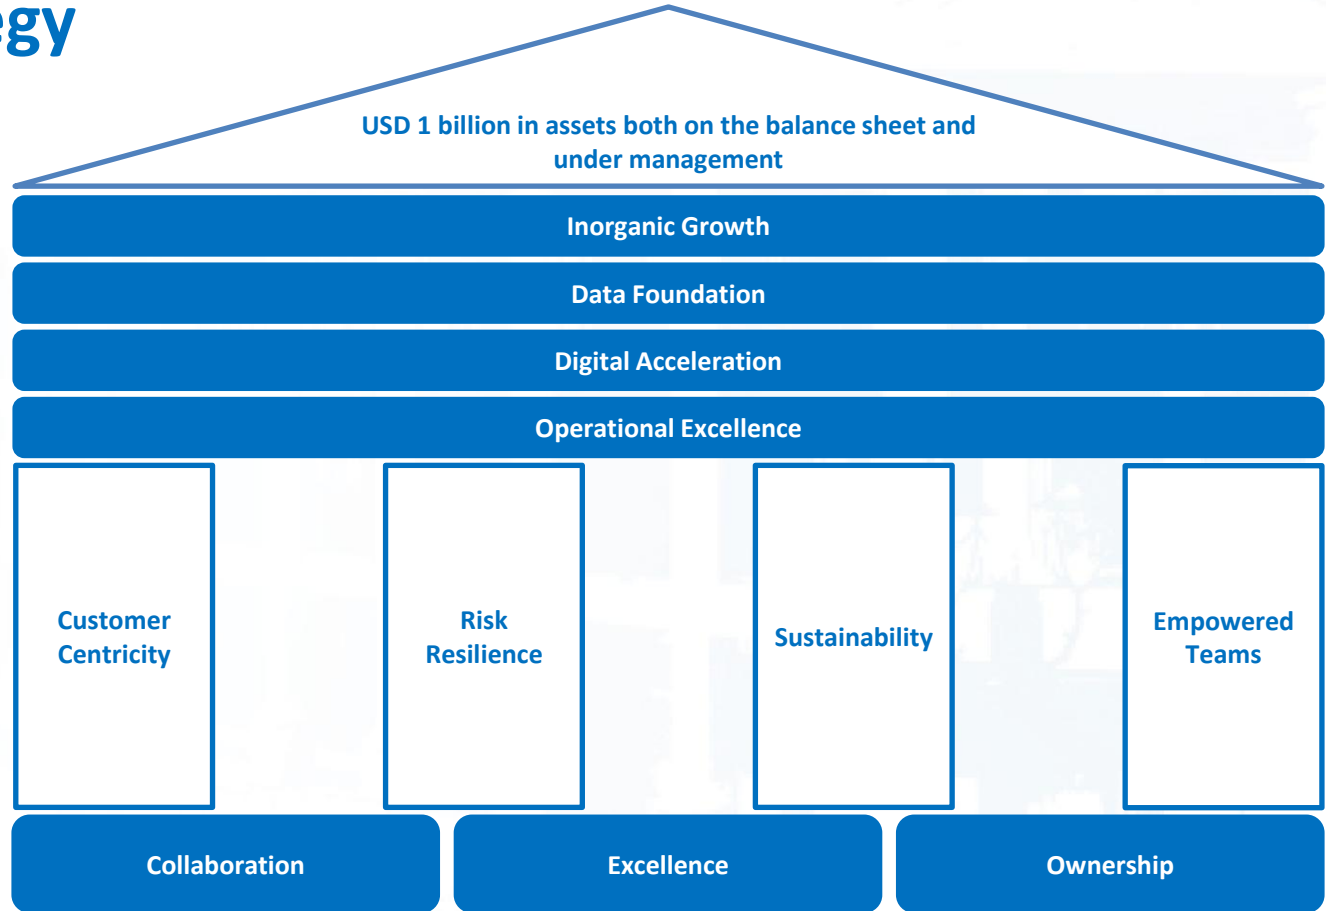 egy
USD 1 billion in assets both on the balance sheet and
under management
Inorganic Growth
Data Foundation
Digital Acceleration
Operational Excellence
Customer
Centricity
Risk
Resilience
Sustainability
Empowered
Teams
Collaboration
Excellence
Ownership